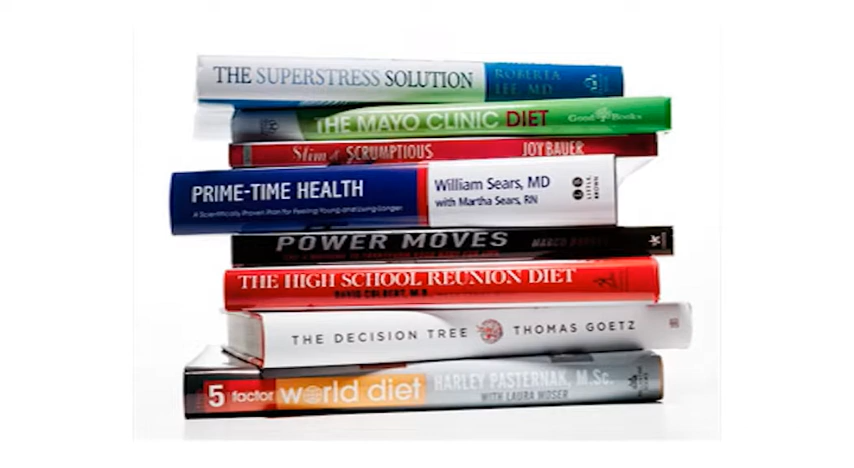 THE SUPERSTRESS SOLUTION ROBERTA LEE, MD
THE MAYO CLINIC DIET Good Books
Slim & SCRUMPTIOUS JOY BAUER
PRIME-TIME HEALTH
A Scientifically Proven Plan for Feeling Young and Living Longer
William Sears, MD
with Martha Sears, RN
LITTLE, BROWN
POWER MOVES MARCO
THE HIGH SCHOOL REUNION DIET
DAVID COLBERT, M.D.
THE DECISION TREE THOMAS GOETZ
5 factor world diet HARLEY PASTERNAK, M.Sc.
WITH LAURA MOSER